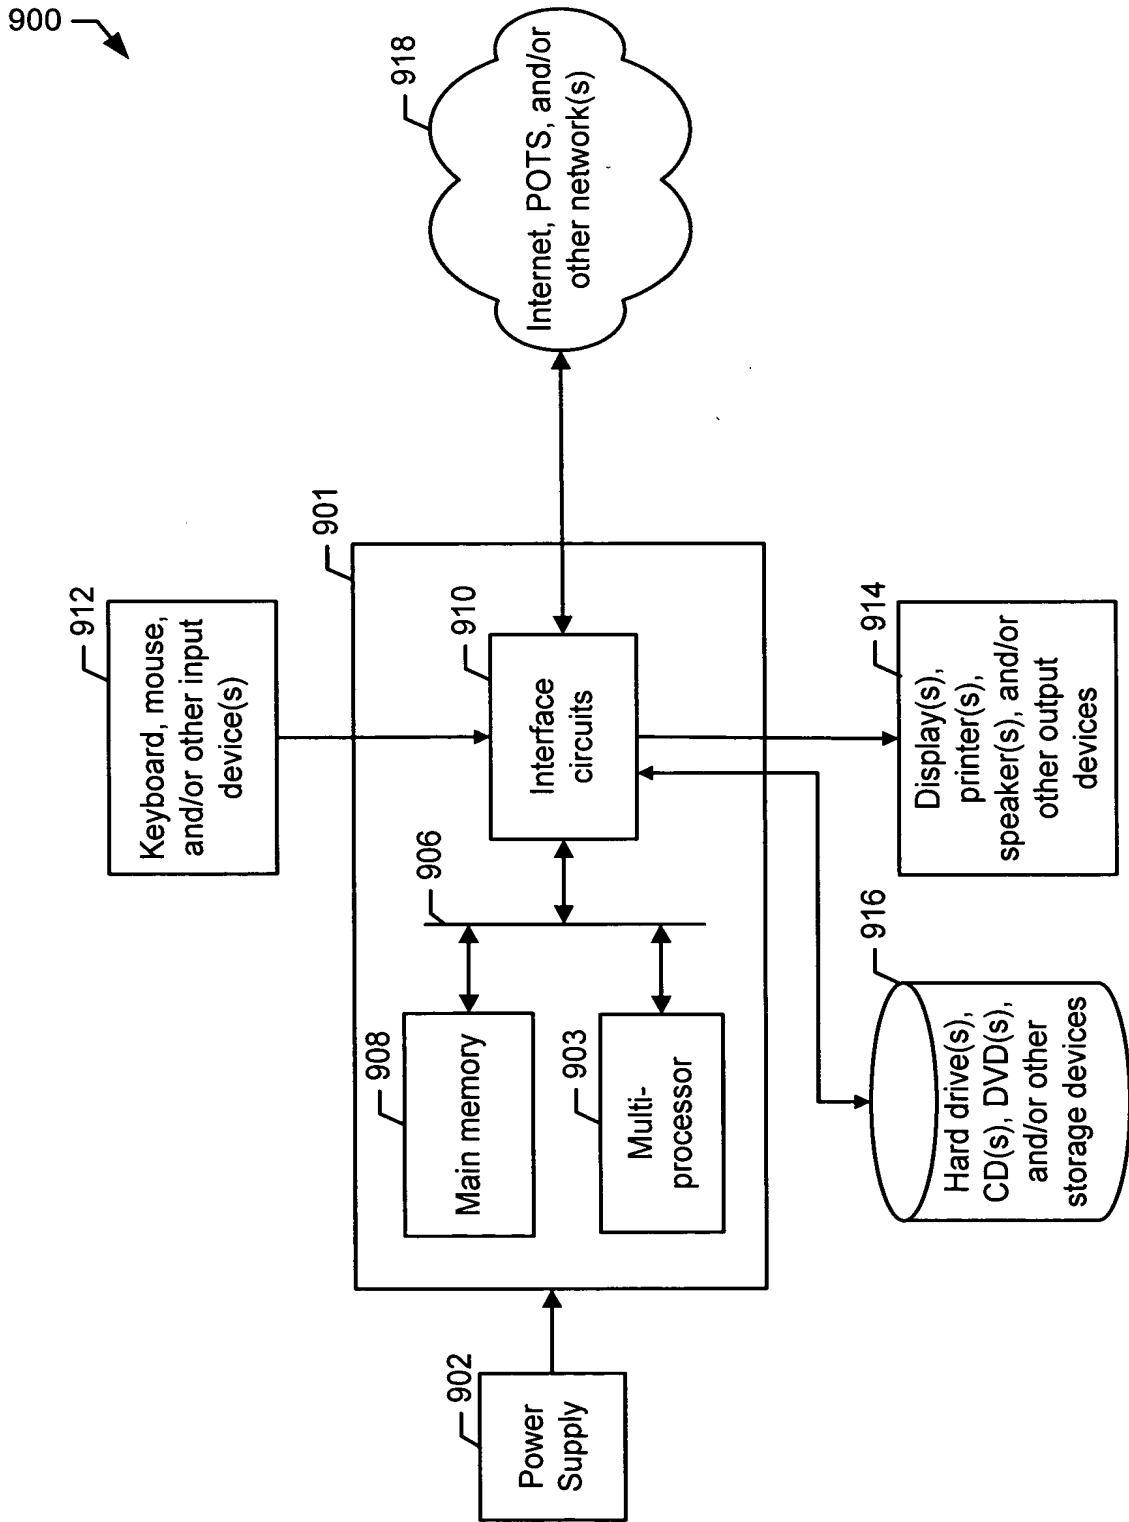 900
918
Internet, POTS, and/or
other network(s)
912
Keyboard, mouse,
and/or other input
device(s)
901
910
Interface
circuits
906
908
Main memory
903
Multi-
processor
902
Power
Supply
914
Display(s),
printer(s),
speaker(s), and/or
other output
devices
916
Hard drive(s),
CD(s), DVD(s),
and/or other
storage devices